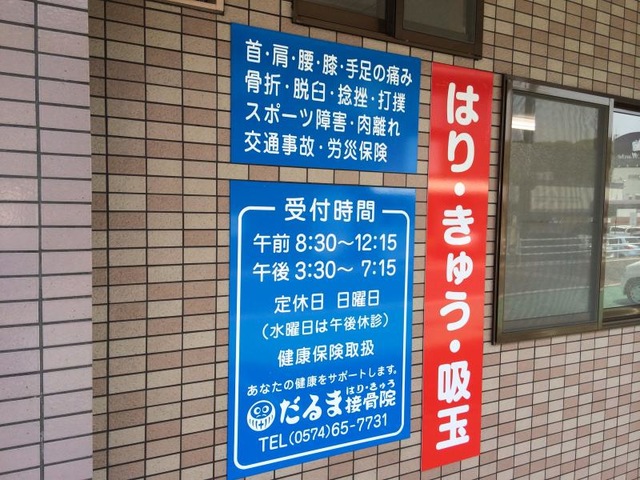 首・肩・腰・膝・手足の痛み
骨折・脱臼・捻挫・打撲
スポーツ障害・肉離れ
交通事故・労災保険
受付時間
午前 8:30〜12:15
午後 3:30〜 7:15
定休日 日曜日
(水曜日は午後休診)
健康保険取扱
あなたの健康をサポートします。
はり・きゅう
だるま接骨院
TEL(0574)65-7731
はり・きゅう・吸玉